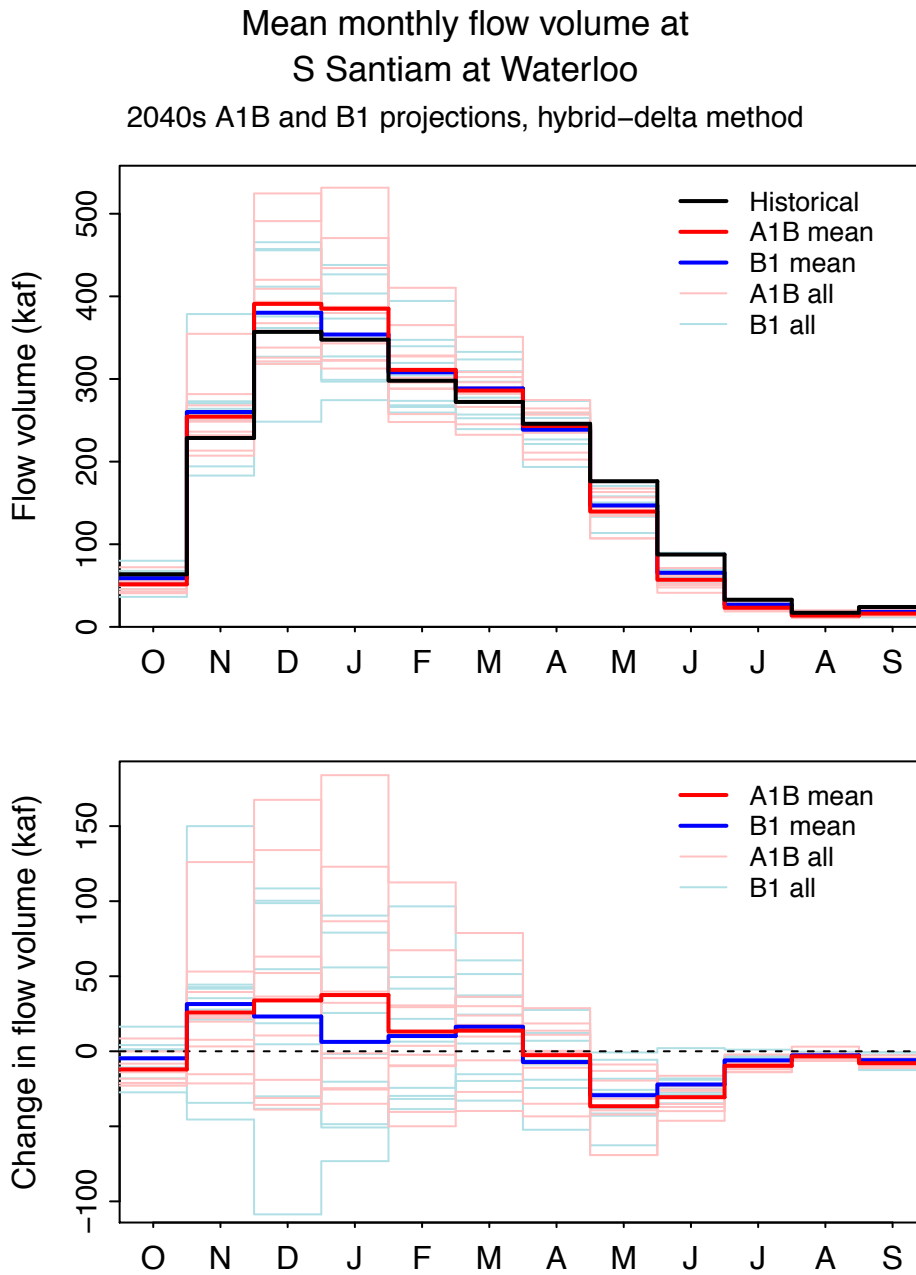 Mean monthly flow volume at
S Santiam at Waterloo
2040s A1B and B1 projections, hybrid−delta method
Flow volume (kaf)
500
400
300
200
100
0
Historical
A1B mean
B1 mean
A1B all
B1 all
O N D J F M A M J J A S
Change in flow volume (kaf)
150
100
50
0
−100
A1B mean
B1 mean
A1B all
B1 all
O N D J F M A M J J A S